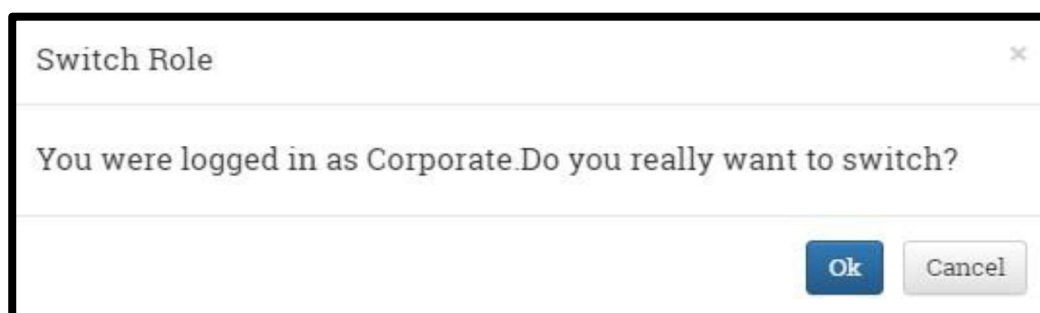 Switch Role ×
You were logged in as Corporate.Do you really want to switch?
Ok Cancel